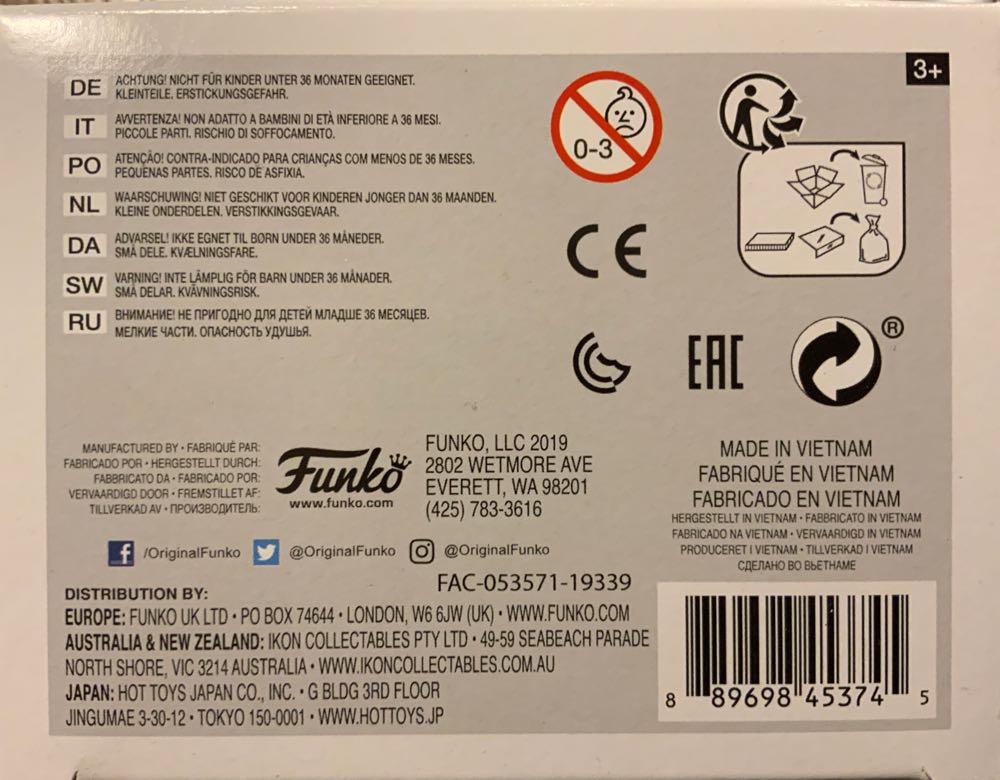 3+
DE ACHTUNG! NICHT FÜR KINDER UNTER 36 MONATEN GEEIGNET.
KLEINTEILE. ERSTICKUNGSGEFAHR.
IT AVVERTENZA! NON ADATTO A BAMBINI DI ETÀ INFERIORE A 36 MESI.
PICCOLE PARTI. RISCHIO DI SOFFOCAMENTO.
PO ATENÇÃO! CONTRA-INDICADO PARA CRIANÇAS COM MENOS DE 36 MESES.
PEQUENAS PARTES. RISCO DE ASFIXIA.
NL WAARSCHUWING! NIET GESCHIKT VOOR KINDEREN JONGER DAN 36 MAANDEN.
KLEINE ONDERDELEN. VERSTIKKINGSGEVAAR.
DA ADVARSEL! IKKE EGNET TIL BØRN UNDER 36 MÅNEDER.
SMÅ DELE. KVÆLNINGSFARE.
SW VARNING! INTE LÄMPLIG FÖR BARN UNDER 36 MÅNADER.
SMÅ DELAR. KVÄVNINGSRISK.
RU ВНИМАНИЕ! НЕ ПРИГОДНО ДЛЯ ДЕТЕЙ МЛАДШЕ 36 МЕСЯЦЕВ.
МЕЛКИЕ ЧАСТИ. ОПАСНОСТЬ УДУШЬЯ.
0-3
CE
EAC
®
MANUFACTURED BY • FABRIQUÉ PAR:
FABRICADO POR • HERGESTELLT DURCH:
FABBRICATO DA • FABRICADO POR:
VERVAARDIGD DOOR • FREMSTILLET AF:
TILLVERKAD AV • ПРОИЗВОДИТЕЛЬ:
Funko
www.funko.com
FUNKO, LLC 2019
2802 WETMORE AVE
EVERETT, WA 98201
(425) 783-3616
MADE IN VIETNAM
FABRIQUÉ EN VIETNAM
FABRICADO EN VIETNAM
HERGESTELLT IN VIETNAM • FABBRICATO IN VIETNAM
FABRICADO NA VIETNAM • VERVAARDIGD IN VIETNAM
PRODUCERET I VIETNAM • TILLVERKAD I VIETNAM
СДЕЛАНО ВО ВЬЕТНАМЕ
f /OriginalFunko @OriginalFunko @OriginalFunko
FAC-053571-19339
DISTRIBUTION BY:
EUROPE: FUNKO UK LTD • PO BOX 74644 • LONDON, W6 6JW (UK) • WWW.FUNKO.COM
AUSTRALIA & NEW ZEALAND: IKON COLLECTABLES PTY LTD • 49-59 SEABEACH PARADE
NORTH SHORE, VIC 3214 AUSTRALIA • WWW.IKONCOLLECTABLES.COM.AU
JAPAN: HOT TOYS JAPAN CO., INC. • G BLDG 3RD FLOOR
JINGUMAE 3-30-12 • TOKYO 150-0001 • WWW.HOTTOYS.JP
8 89698 45374 5